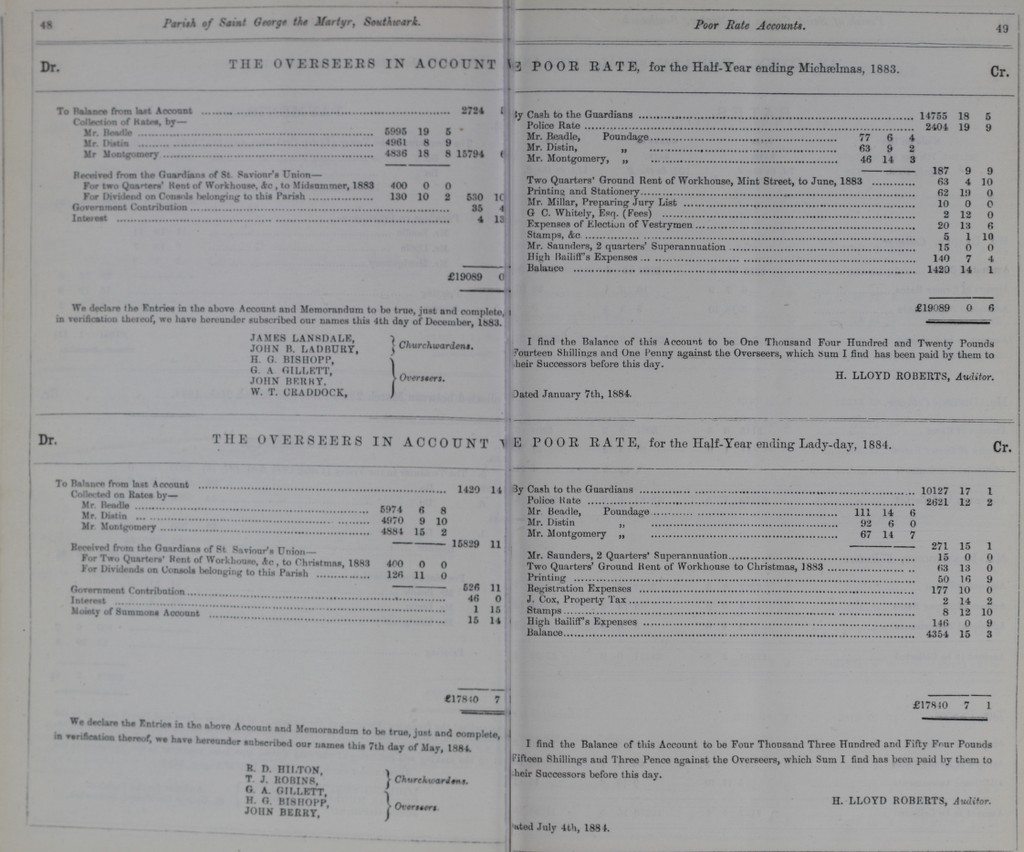 48
Parish of Saint George the Martyr, Southwark.
Dr.
THE OVERSEERS IN ACCOUNT
To Balance from last Account 2724
Collection of Rates, by—
Mr. Beadle 5995 19 5
Mr. Distin 4961 8 9
Mr Montgomery 4836 18 8 15794
Received from the Guardians of St. Saviour's Union—
For two Quarters' Rent of Workhouse, &c, to Midsummer, 1883 400 0 0
For Dividend on Consols belonging to this Parish 130 10 2 530 10
Government Contribution 35 4
Interest 4 12
£19089 0
We declare the Entries in the above Account and Memorandum to be true, just and complete,
in verification thereof, we have hereunder subscribed our names this 4th day of December, 1883.
JAMES LANSDALE,
JOHN B. LADBURY,
Churchwardens.
H. G. BISHOPP,
G. A. GILLETT,
JOHN BERRY.
W. T. CRADDOCK,
Overseers.
Dr.
THE OVERSEERS IN ACCOUNT
To Balance from last Account 1420 14
Collected on Rates by—
Mr. Beadle 5974 6 8
Mr. Distin 4970 9 10
Mr. Montgomery 4884 15 2
15829 11
Received from the Guardians of St. Saviour's Union—
For Two Quarters' Rent of Workhouse, &c, to Christmas, 1883 400 0 0
For Dividends on Consols belonging to this Parish 126 11 0
526 11
Government Contribution 46 0
Interest 1 15
Moiety of Summons Account 15 14
£17840 7
We declare the Entries in the above Account and Memorandum to be true, just and complete,
in verification thereof, we have hereunder subscribed our names this 7th day of May, 1884.
R. D. HILTON,
T. J. ROBINS,
Churchwardens.
G. A. GILLETT,
H. G. BISHOPP,
JOHN BERRY,
Overseers.
Poor Rate Accounts.
49
E POOR RATE, for the Half-Year ending Michælmas, 1883.
Cr.
By Cash to the Guardians 14755 18 5
Police Rate 2404 19 9
Mr. Beadle, Poundage 77 6 4
Mr. Distin, „ 63 9 2
Mr. Montgomery, „ 46 14 3
187 9 9
Two Quarters' Ground Rent of Workhouse, Mint Street, to June, 1883 63 4 10
Printing and Stationery 62 19 0
Mr. Millar, Preparing Jury List 10 0 0
G C. Whitely, Esq. (Fees) 2 12 0
Expenses of Election of Vestrymen 20 13 6
Stamps, &c. 5 1 10
Mr. Saunders, 2 quarters' Superannuation 15 0 0
High Bailiff's Expenses 140 7 4
Balance 1420 14 1
£19089 0 6
I find the Balance of this Account to be One Thousand Four Hundred and Twenty Pounds
Fourteen Shillings and One Penny against the Overseers, which Sum I find has been paid by them to
their Successors before this day.
H. LLOYD ROBERTS, Auditor.
Dated January 7th, 1884.
E POOR RATE, for the Half-Year ending Lady-day, 1884.
Cr.
By Cash to the Guardians 10127 17 1
Police Rate 2621 12 2
Mr. Beadle, Poundage 111 14 6
Mr. Distin „ 92 6 0
Mr. Montgomery „ 67 14 7
271 15 1
Mr. Saunders, 2 Quarters' Superannuation 15 0 0
Two Quarters' Ground Rent of Workhouse to Christmas, 1883 63 13 0
Printing 50 16 9
Registration Expenses 177 10 0
J. Cox, Property Tax 2 14 2
Stamps 8 12 10
High Bailiff's Expenses 146 0 9
Balance 4354 15 3
£17840 7 1
I find the Balance of this Account to be Four Thousand Three Hundred and Fifty Four Pounds
Fifteen Shillings and Three Pence against the Overseers, which Sum I find has been paid by them to
their Successors before this day.
H. LLOYD ROBERTS, Auditor.
ated July 4th, 1884.